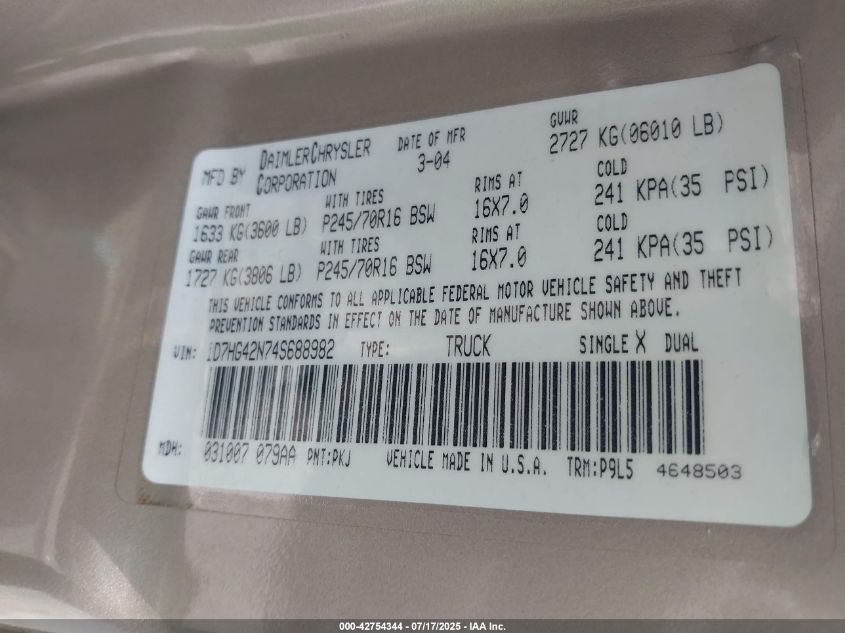 MFD BY DAIMLERCHRYSLER CORPORATION DATE OF MFR 3-04 GVWR 2727 KG(06010 LB)
GAWR FRONT WITH TIRES RIMS AT COLD
1633 KG(3600 LB) P245/70R16 BSW 16X7.0 241 KPA(35 PSI)
GAWR REAR WITH TIRES RIMS AT COLD
1727 KG(3806 LB) P245/70R16 BSW 16X7.0 241 KPA(35 PSI)
THIS VEHICLE CONFORMS TO ALL APPLICABLE FEDERAL MOTOR VEHICLE SAFETY AND THEFT
PREVENTION STANDARDS IN EFFECT ON THE DATE OF MANUFACTURE SHOWN ABOVE.
VIN: 1D7HG42N74S688982 TYPE: TRUCK SINGLE X DUAL
MDH: 031007 079AA PNT:PKJ VEHICLE MADE IN U.S.A. TRM:P9L5 4648503
000-42754344 / 07/17/2025 - IAA Inc.